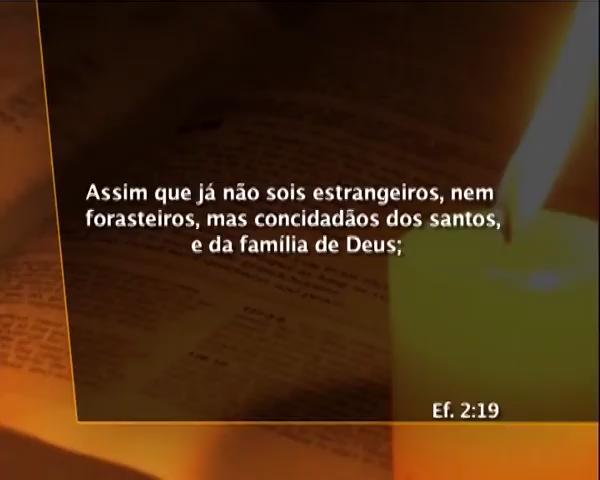 Assim que já não sois estrangeiros, nem
forasteiros, mas concidadãos dos santos,
e da família de Deus;
Ef. 2:19